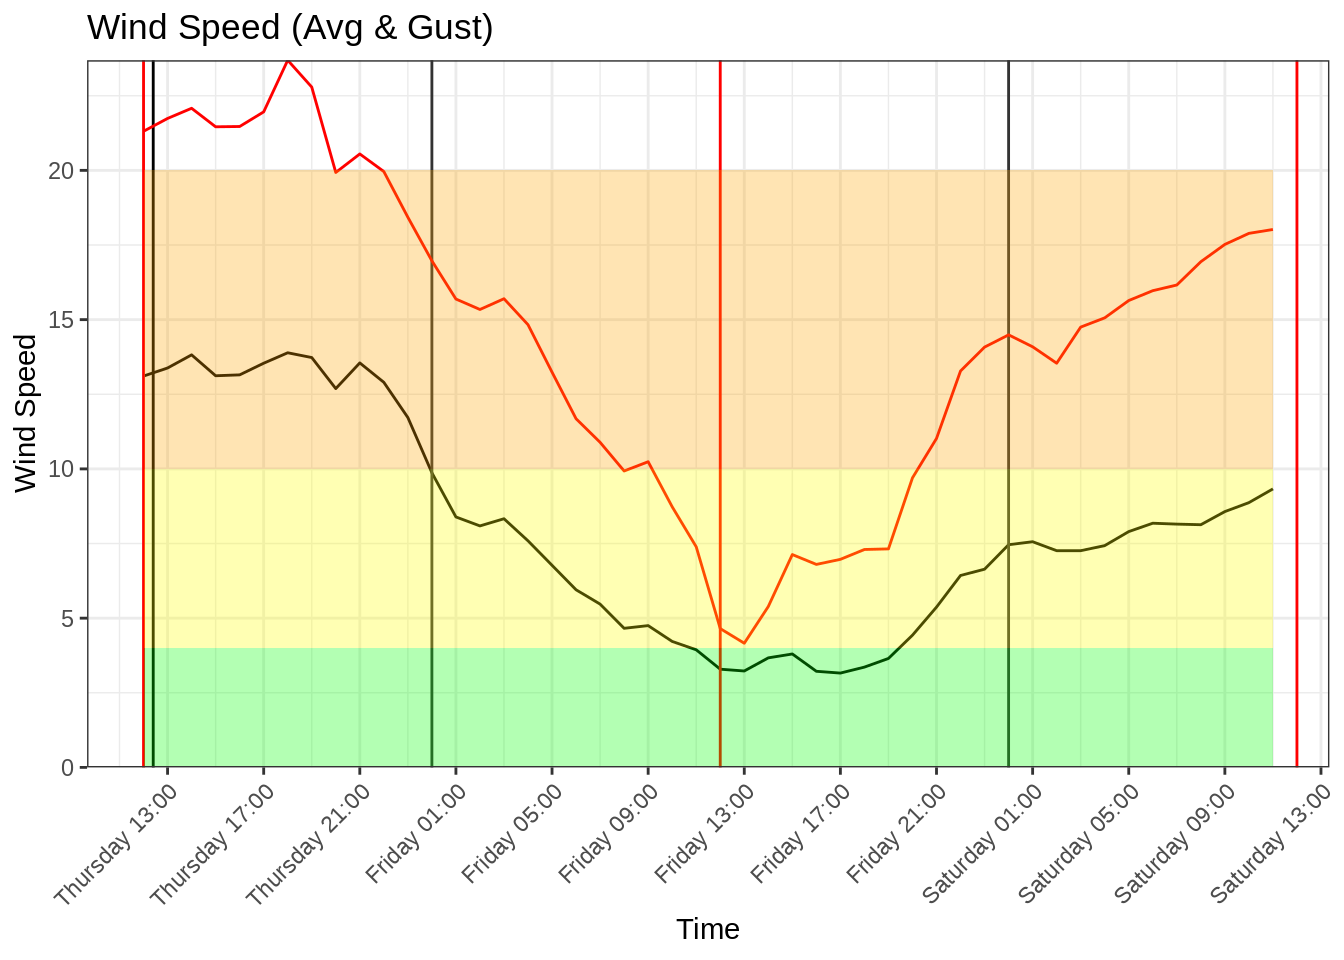 Wind Speed (Avg & Gust)
Wind Speed
20
15
10
5
0
Thursday 13:00
Thursday 17:00
Thursday 21:00
Friday 01:00
Friday 05:00
Friday 09:00
Friday 13:00
Friday 17:00
Friday 21:00
Saturday 01:00
Saturday 05:00
Saturday 09:00
Saturday 13:00
Time